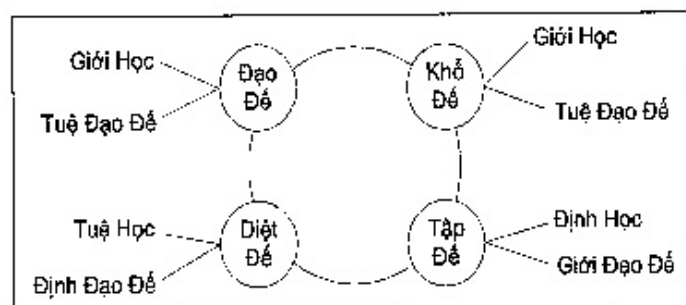 Giới Học
Tuệ Đạo Đế
Đạo
Đế
Khổ
Đế
Giới Học
Tuệ Đạo Đế
Tuệ Học
Định Đạo Đế
Diệt
Đế
Tập
Đế
Định Học
Giới Đạo Đế